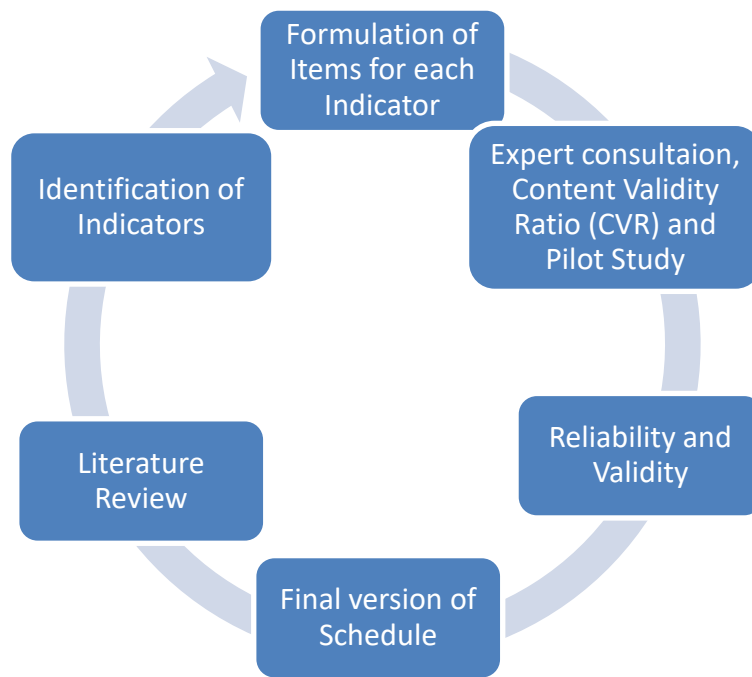 Formulation of
Items for each
Indicator
Expert consultaion,
Content Validity
Ratio (CVR) and
Pilot Study
Reliability and
Validity
Final version of
Schedule
Literature
Review
Identification of
Indicators